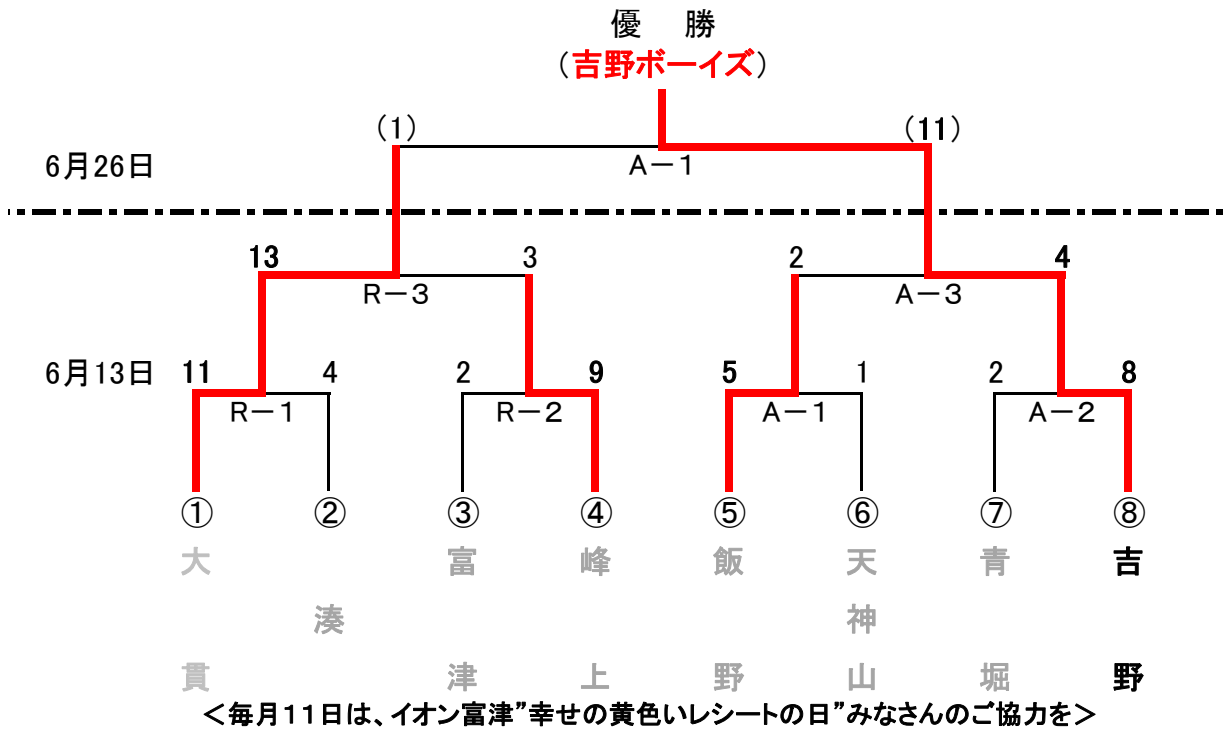 優 勝
（吉野ボーイズ）
（1） （11）
6月26日 A－1
13 3 2 4
R－3 A－3
6月13日 11 4 2 9 5 1 2 8
R－1 R－2 A－1 A－2
① ② ③ ④ ⑤ ⑥ ⑦ ⑧
大貫 湊 富津 峰上 飯野 天神山 青堀 吉野
＜毎月１１日は、イオン富津”幸せの黄色いレシートの日”みなさんのご協力を＞